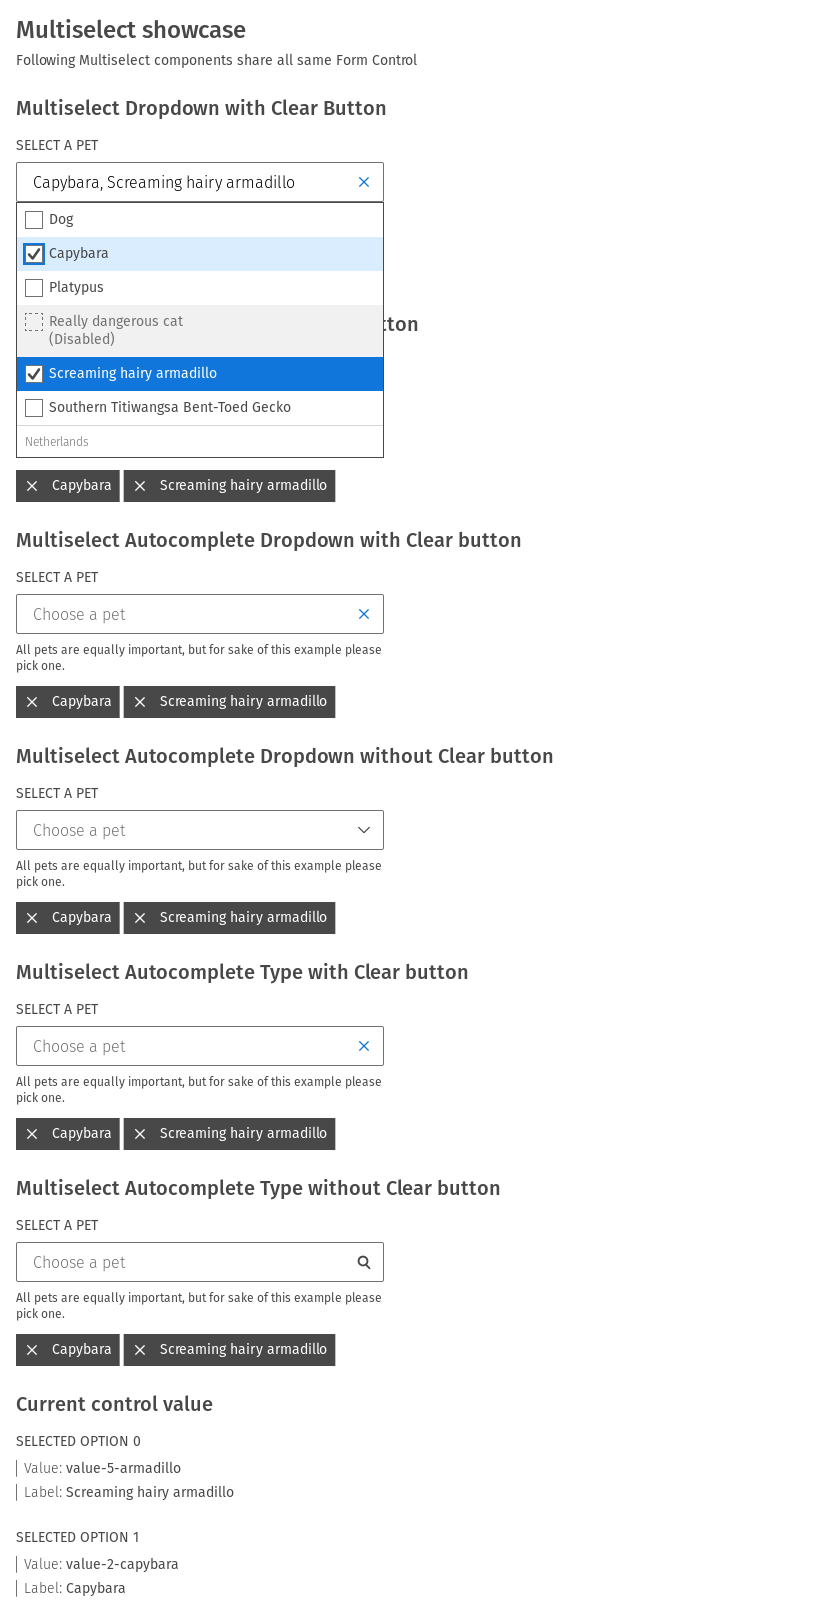 Multiselect showcase
Following Multiselect components share all same Form Control
Multiselect Dropdown with Clear Button
SELECT A PET
Capybara, Screaming hairy armadillo
Dog
Capybara
Platypus
Really dangerous cat
(Disabled)
Screaming hairy armadillo
Southern Titiwangsa Bent-Toed Gecko
Netherlands
Capybara Screaming hairy armadillo
Multiselect Autocomplete Dropdown with Clear button
SELECT A PET
Choose a pet
All pets are equally important, but for sake of this example please
pick one.
Capybara Screaming hairy armadillo
Multiselect Autocomplete Dropdown without Clear button
SELECT A PET
Choose a pet
All pets are equally important, but for sake of this example please
pick one.
Capybara Screaming hairy armadillo
Multiselect Autocomplete Type with Clear button
SELECT A PET
Choose a pet
All pets are equally important, but for sake of this example please
pick one.
Capybara Screaming hairy armadillo
Multiselect Autocomplete Type without Clear button
SELECT A PET
Choose a pet
All pets are equally important, but for sake of this example please
pick one.
Capybara Screaming hairy armadillo
Current control value
SELECTED OPTION 0
Value: value-5-armadillo
Label: Screaming hairy armadillo
SELECTED OPTION 1
Value: value-2-capybara
Label: Capybara